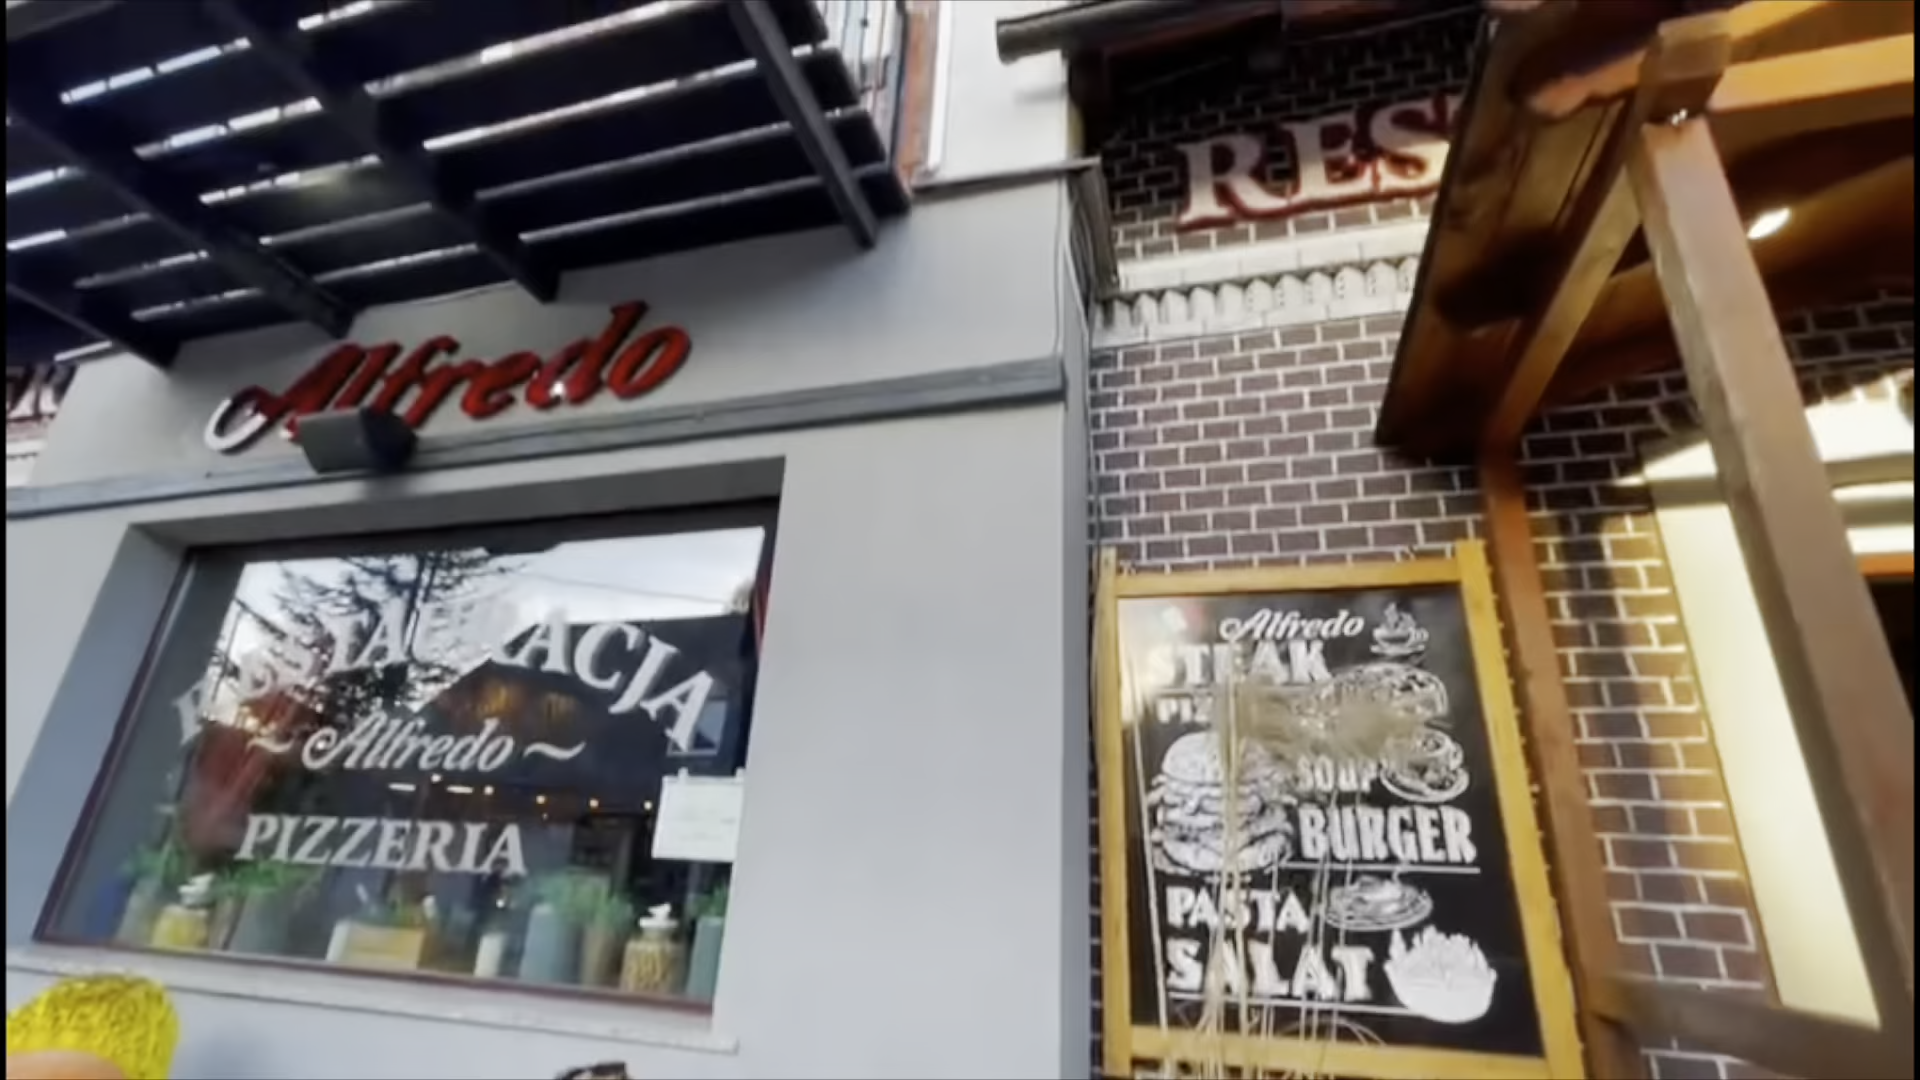 Alfredo
RES
RESTAURACJA
~ Alfredo ~
PIZZERIA
Alfredo
STEAK
SOUP
BURGER
PASTA
SALAT